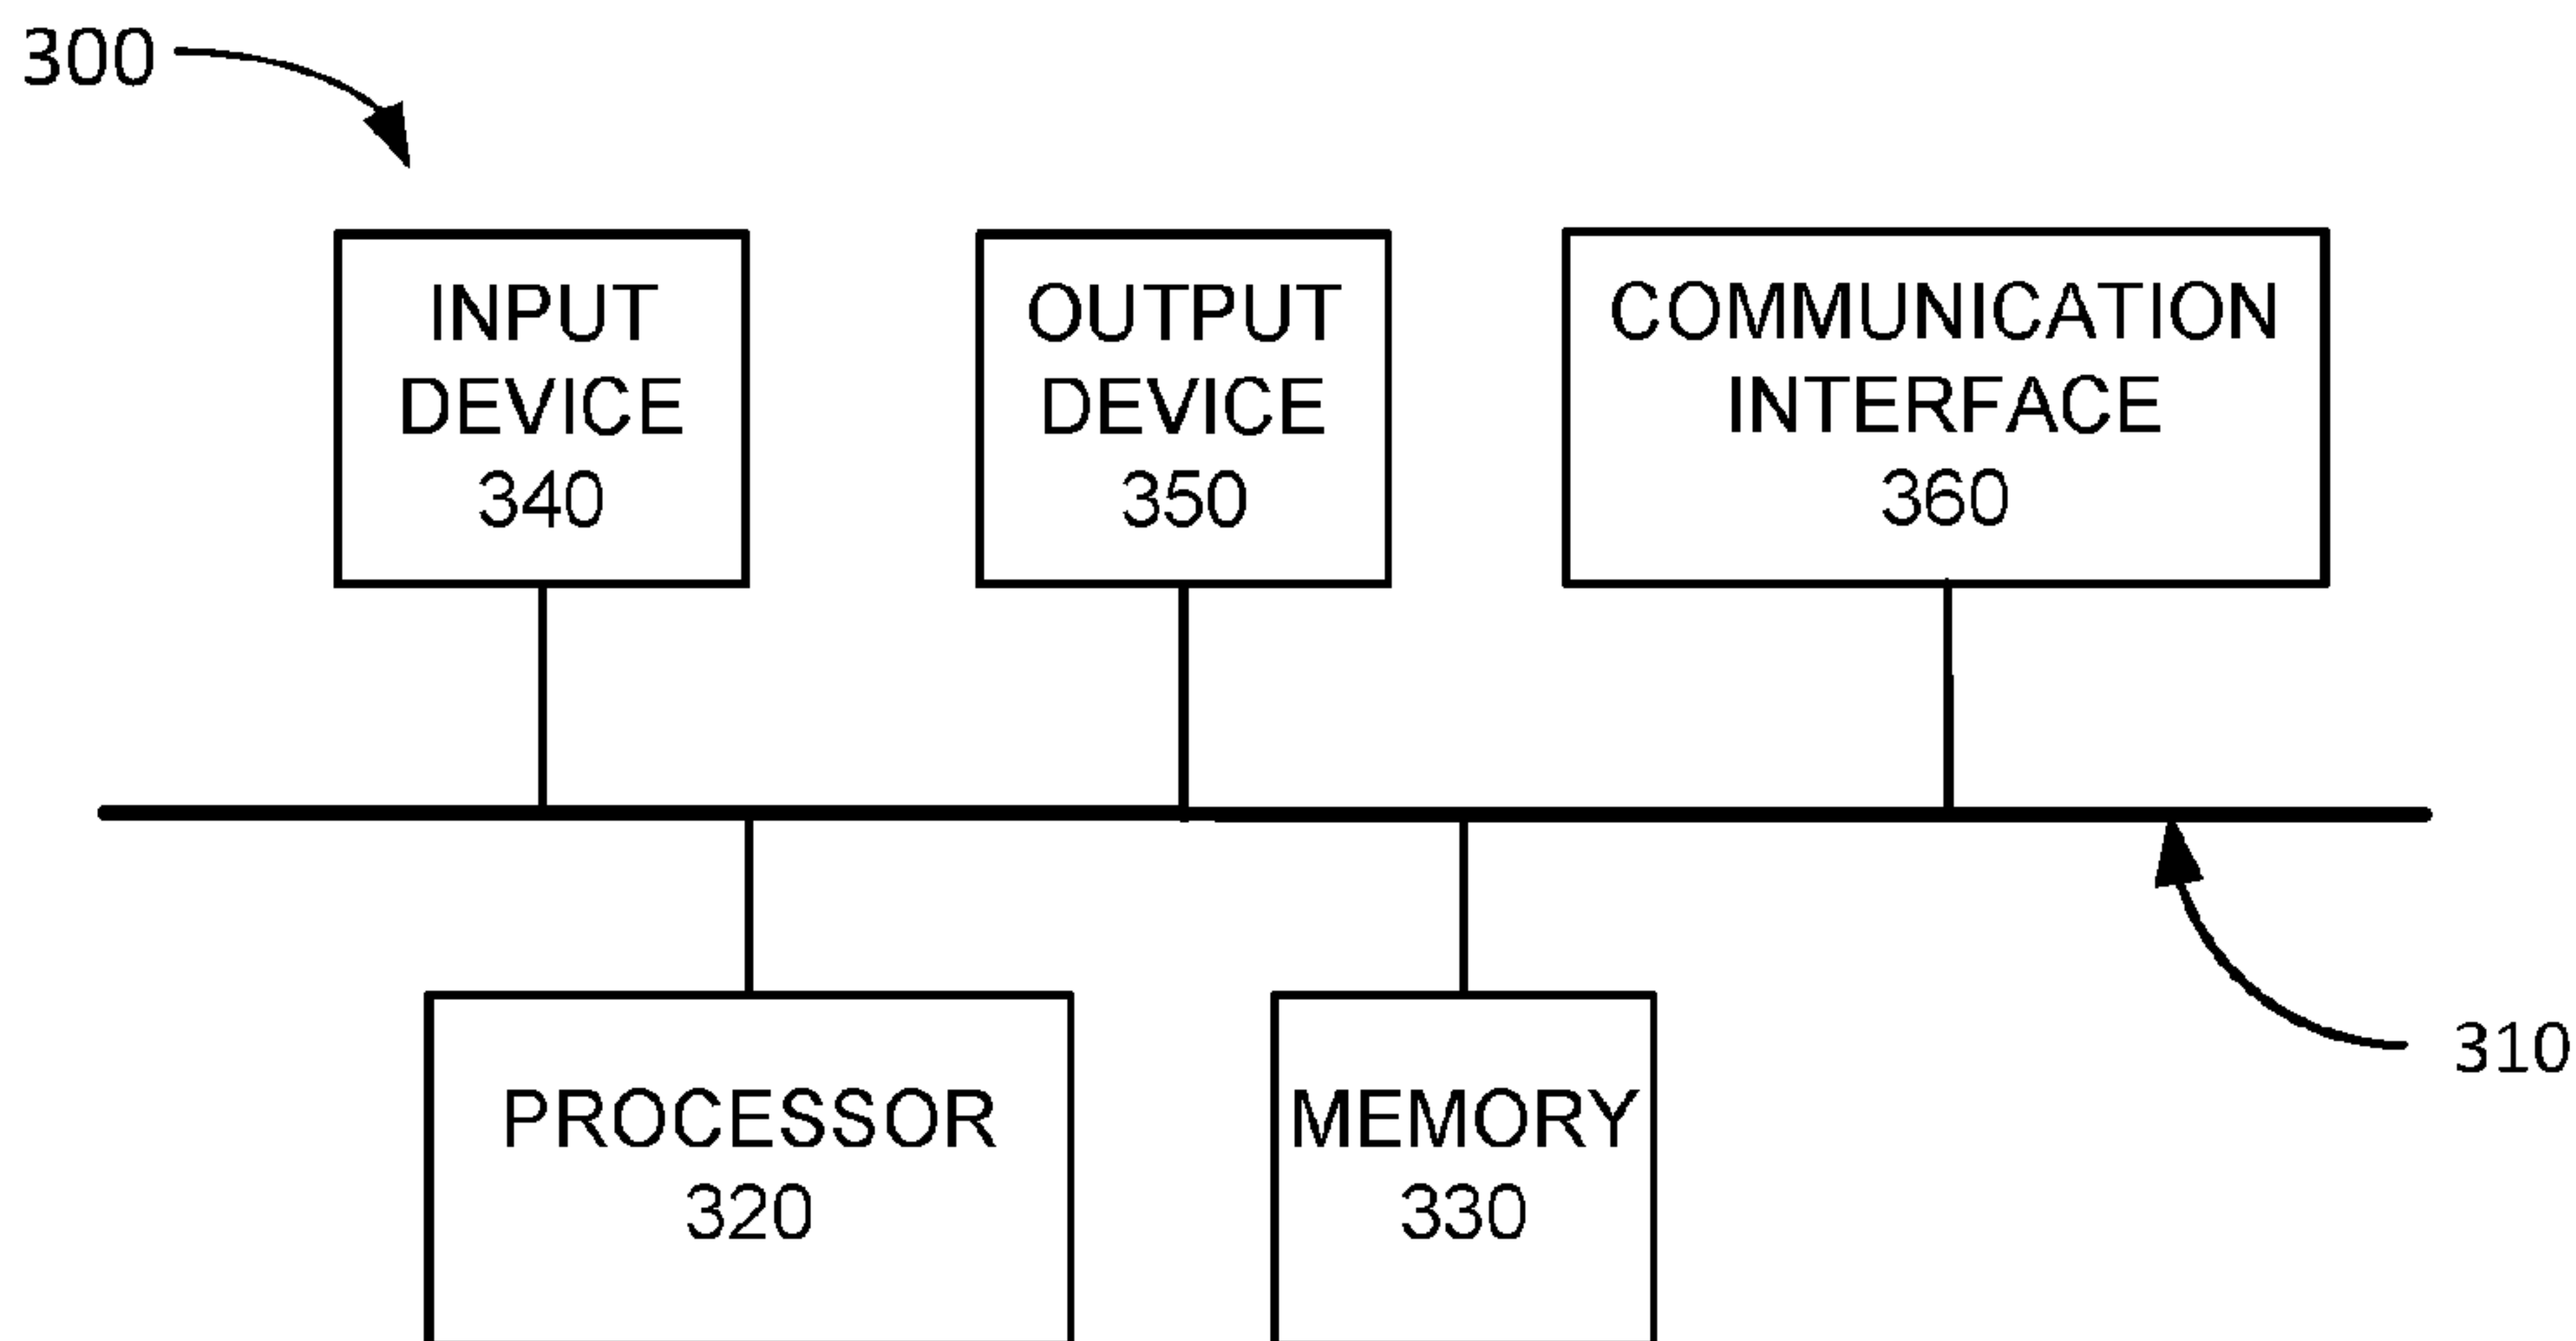 300
INPUT
DEVICE
340
OUTPUT
DEVICE
350
COMMUNICATION
INTERFACE
360
PROCESSOR
320
MEMORY
330
310